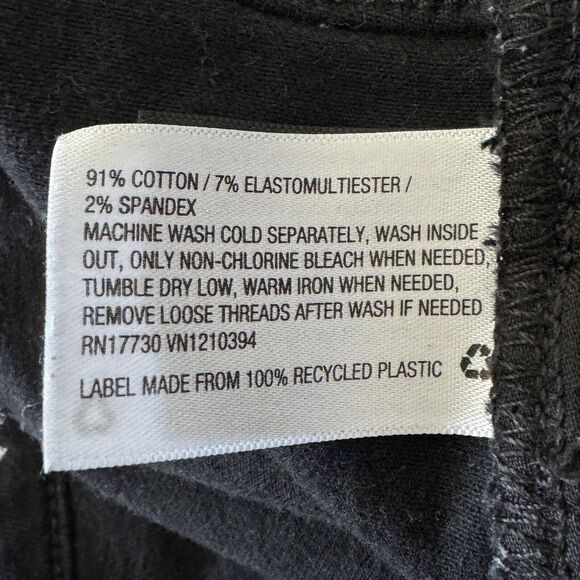 91% COTTON / 7% ELASTOMULTIESTER /
2% SPANDEX
MACHINE WASH COLD SEPARATELY, WASH INSIDE
OUT, ONLY NON-CHLORINE BLEACH WHEN NEEDED,
TUMBLE DRY LOW, WARM IRON WHEN NEEDED,
REMOVE LOOSE THREADS AFTER WASH IF NEEDED
RN17730 VN1210394
LABEL MADE FROM 100% RECYCLED PLASTIC